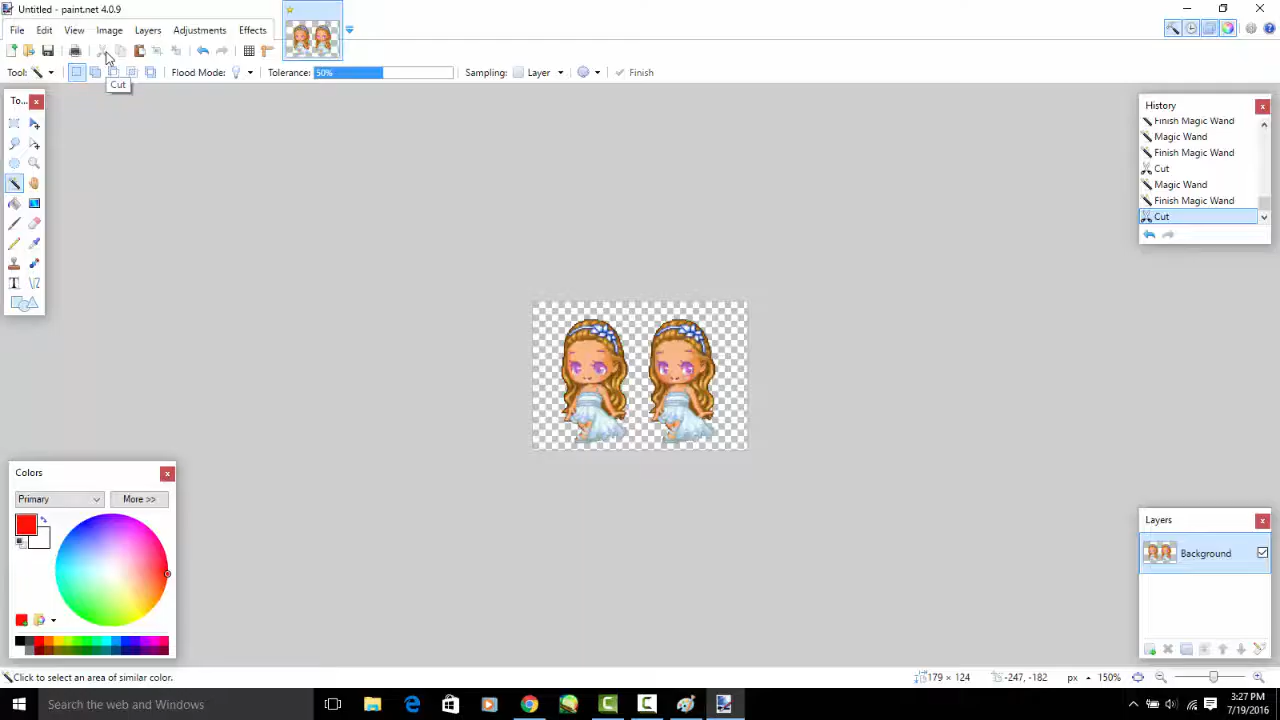 Untitled - paint.net 4.0.9
File Edit View Image Layers Adjustments Effects
Tool: Flood Mode: Tolerance: 50% Sampling: Layer Finish
Cut
To...
History
Finish Magic Wand
Magic Wand
Finish Magic Wand
Cut
Magic Wand
Finish Magic Wand
Cut
Colors
Primary More >>
Layers
Background
Click to select an area of similar color.
179 × 124 -247, -182 px 150%
Search the web and Windows
3:27 PM
7/19/2016